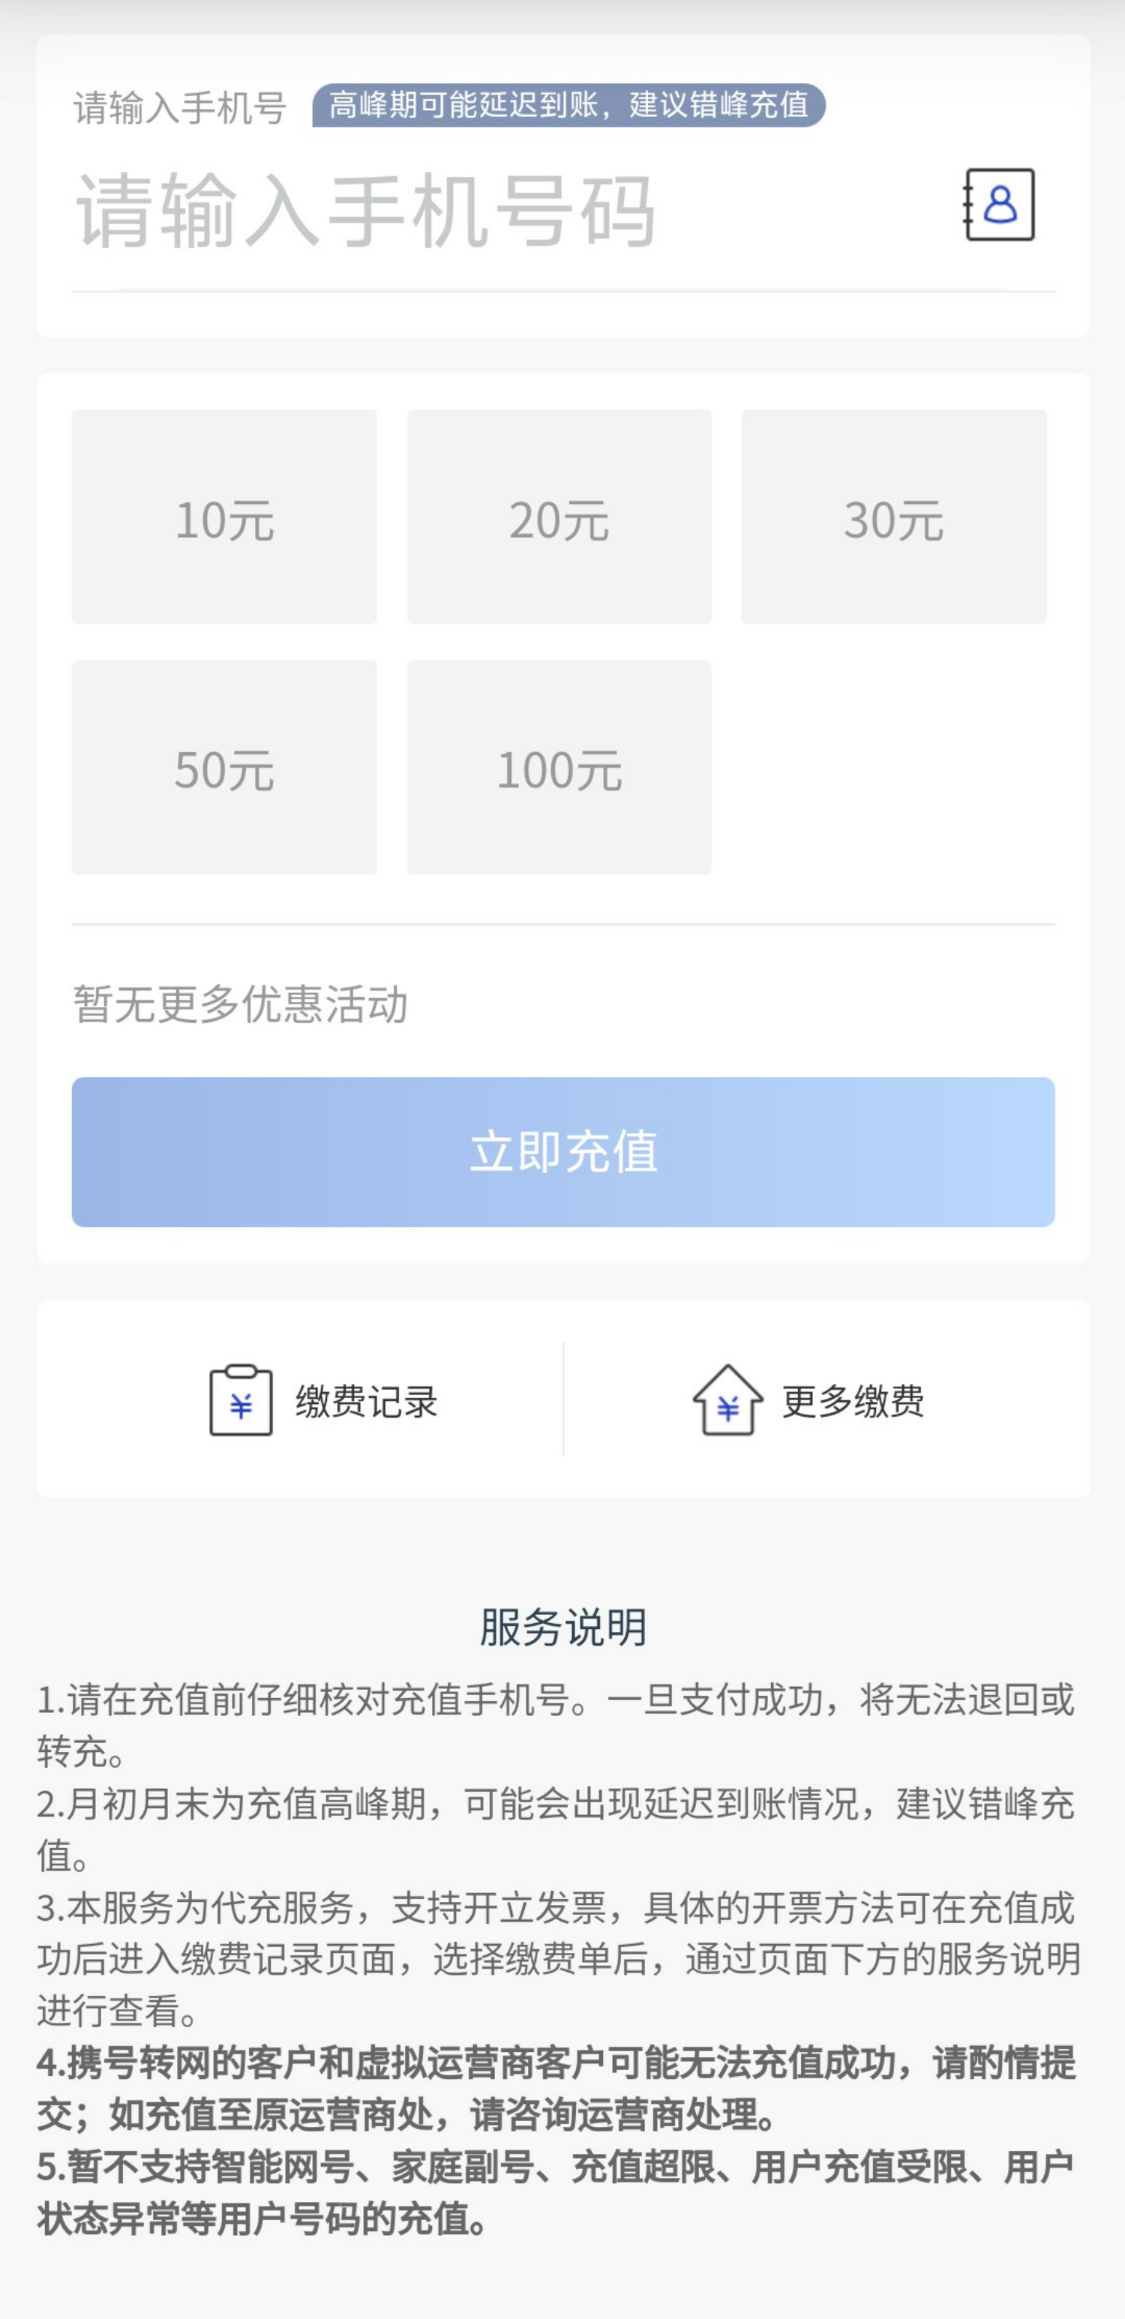 请输入手机号 高峰期可能延迟到账，建议错峰充值
请输入手机号码
10元 20元 30元
50元 100元
暂无更多优惠活动
立即充值
缴费记录 更多缴费
服务说明
1.请在充值前仔细核对充值手机号。一旦支付成功，将无法退回或
转充。
2.月初月末为充值高峰期，可能会出现延迟到账情况，建议错峰充
值。
3.本服务为代充服务，支持开立发票，具体的开票方法可在充值成
功后进入缴费记录页面，选择缴费单后，通过页面下方的服务说明
进行查看。
4.携号转网的客户和虚拟运营商客户可能无法充值成功，请酌情提
交；如充值至原运营商处，请咨询运营商处理。
5.暂不支持智能网号、家庭副号、充值超限、用户充值受限、用户
状态异常等用户号码的充值。